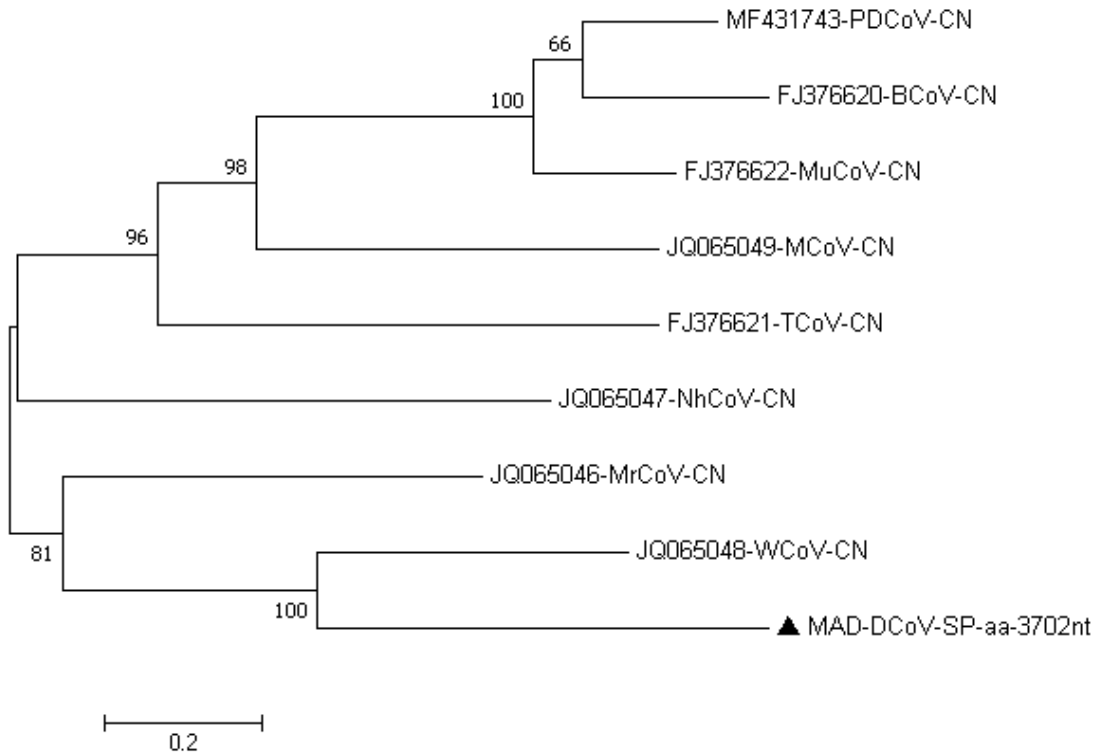 MF431743-PDCoV-CN
66
FJ376620-BCoV-CN
100
FJ376622-MuCoV-CN
98
JQ065049-MCoV-CN
96
FJ376621-TCoV-CN
JQ065047-NhCoV-CN
JQ065046-MrCoV-CN
81
JQ065048-WCoV-CN
100
MAD-DCoV-SP-aa-3702nt
0.2